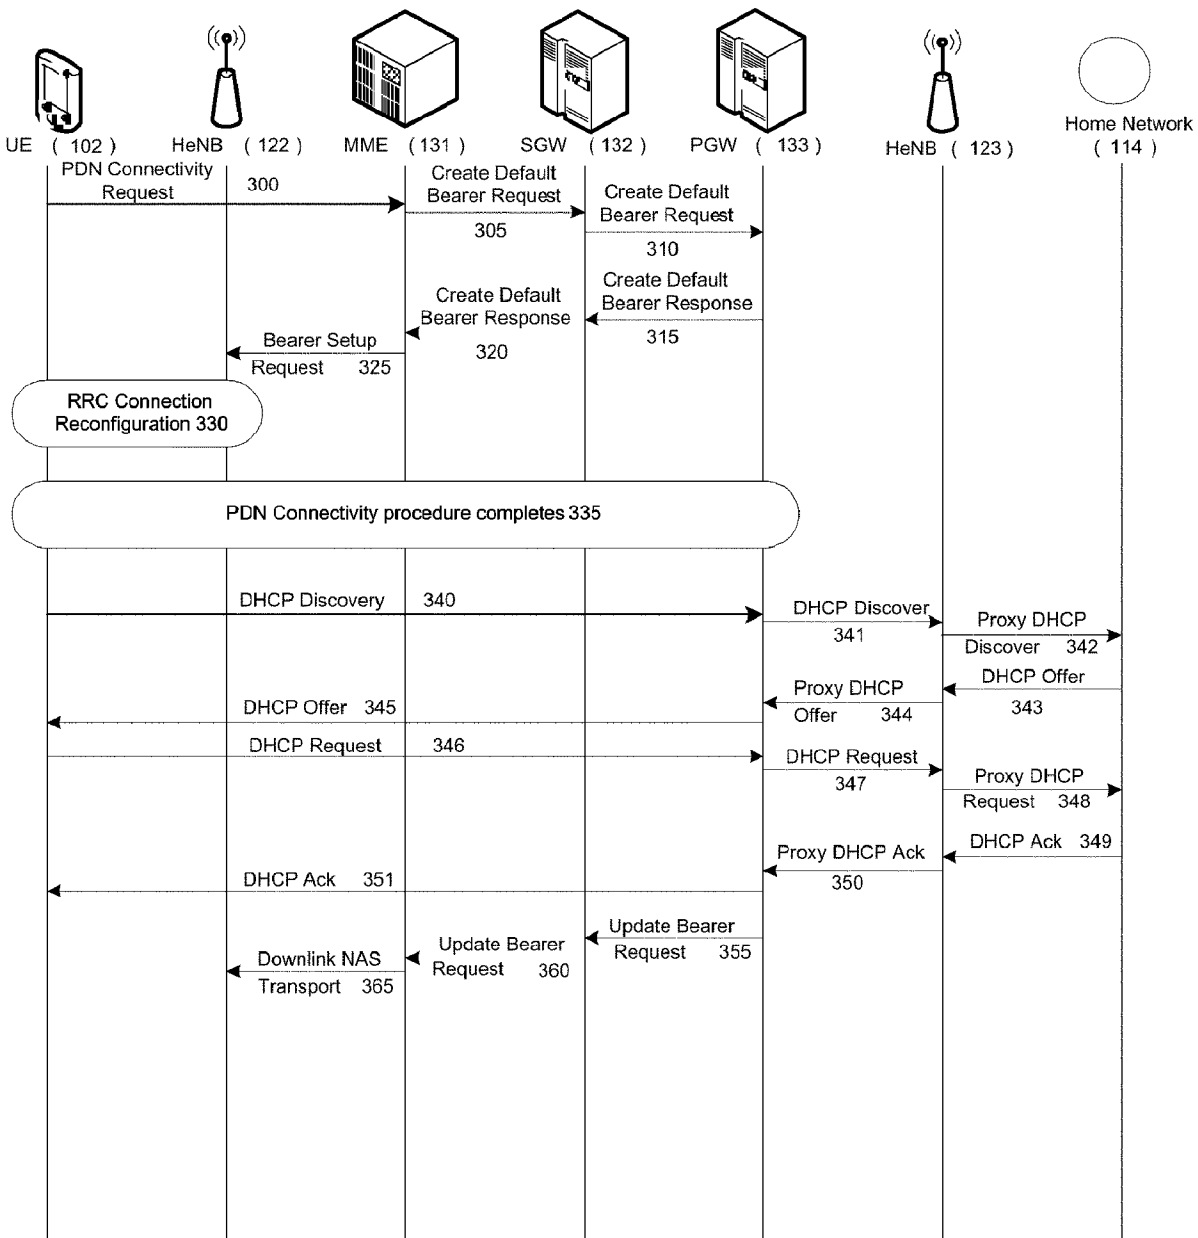 UE ( 102 )
HeNB ( 122 )
MME ( 131 )
SGW ( 132 )
PGW ( 133 )
HeNB ( 123 )
Home Network
( 114 )
PDN Connectivity
Request 300
Create Default
Bearer Request
305
Create Default
Bearer Request
310
Create Default
Bearer Response
315
Create Default
Bearer Response
320
Bearer Setup
Request 325
RRC Connection
Reconfiguration 330
PDN Connectivity procedure completes 335
DHCP Discovery 340
DHCP Discover
341
Proxy DHCP
Discover 342
DHCP Offer
343
Proxy DHCP
Offer 344
DHCP Offer 345
DHCP Request 346
DHCP Request
347
Proxy DHCP
Request 348
DHCP Ack 349
Proxy DHCP Ack
350
DHCP Ack 351
Update Bearer
Request 355
Update Bearer
Request 360
Downlink NAS
Transport 365